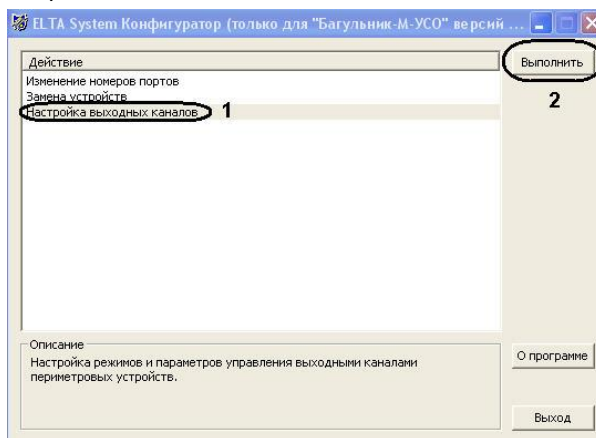 ELTA System Конфигуратор (только для "Багульник-М-УСО" версий ...
Действие
Выполнить
Изменение номеров портов
Замена устройств
2
Настройка выходных каналов
1
Описание
Настройка режимов и параметров управления выходными каналами
периметровых устройств.
О программе
Выход